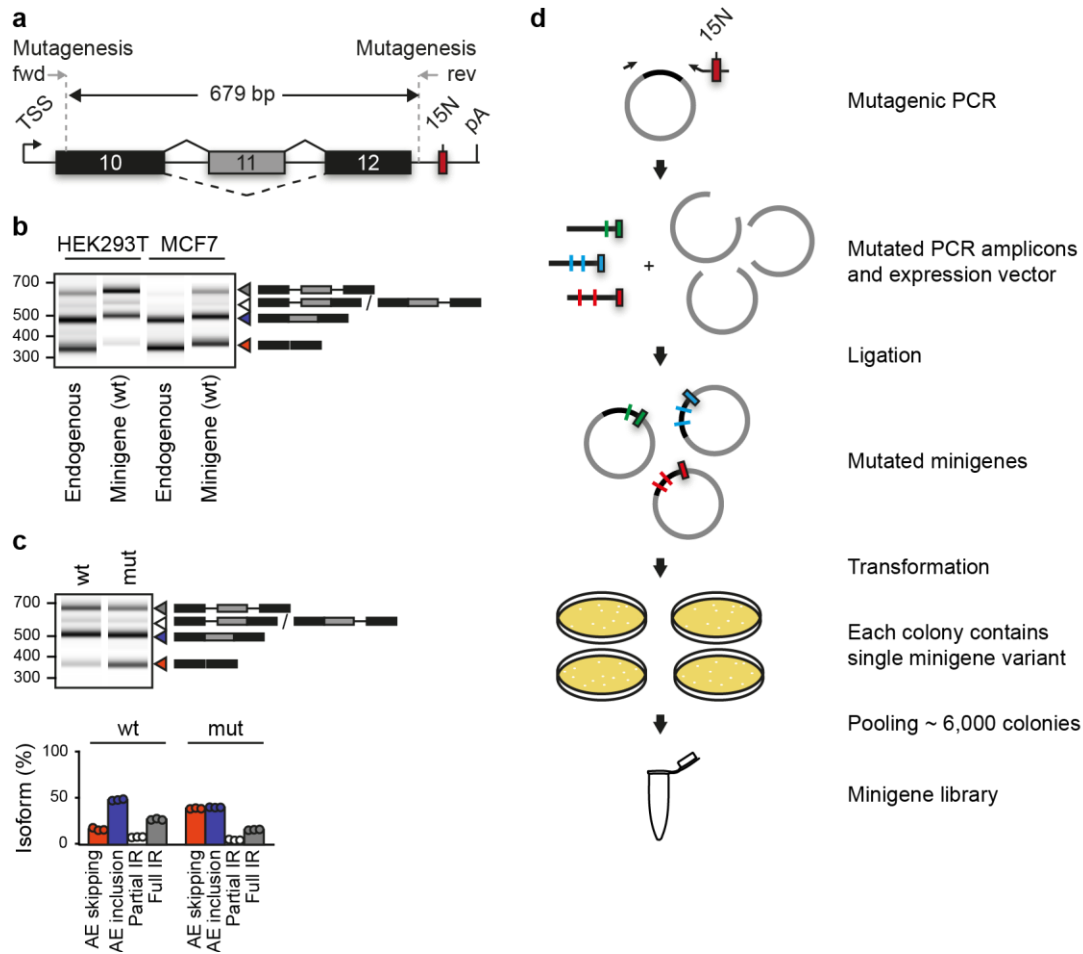 a
Mutagenesis
fwd
Mutagenesis
rev
679 bp
TSS
15N
pA
10
11
12
b
HEK293T MCF7
700
500
400
300
/
Endogenous
Minigene (wt)
Endogenous
Minigene (wt)
c
wt
mut
700
500
400
300
/
wt
mut
Isoform (%)
100
50
0
AE skipping
AE inclusion
Partial IR
Full IR
AE skipping
AE inclusion
Partial IR
Full IR
d
15N
Mutagenic PCR
+
Mutated PCR amplicons
and expression vector
Ligation
Mutated minigenes
Transformation
Each colony contains
single minigene variant
Pooling ~ 6,000 colonies
Minigene library